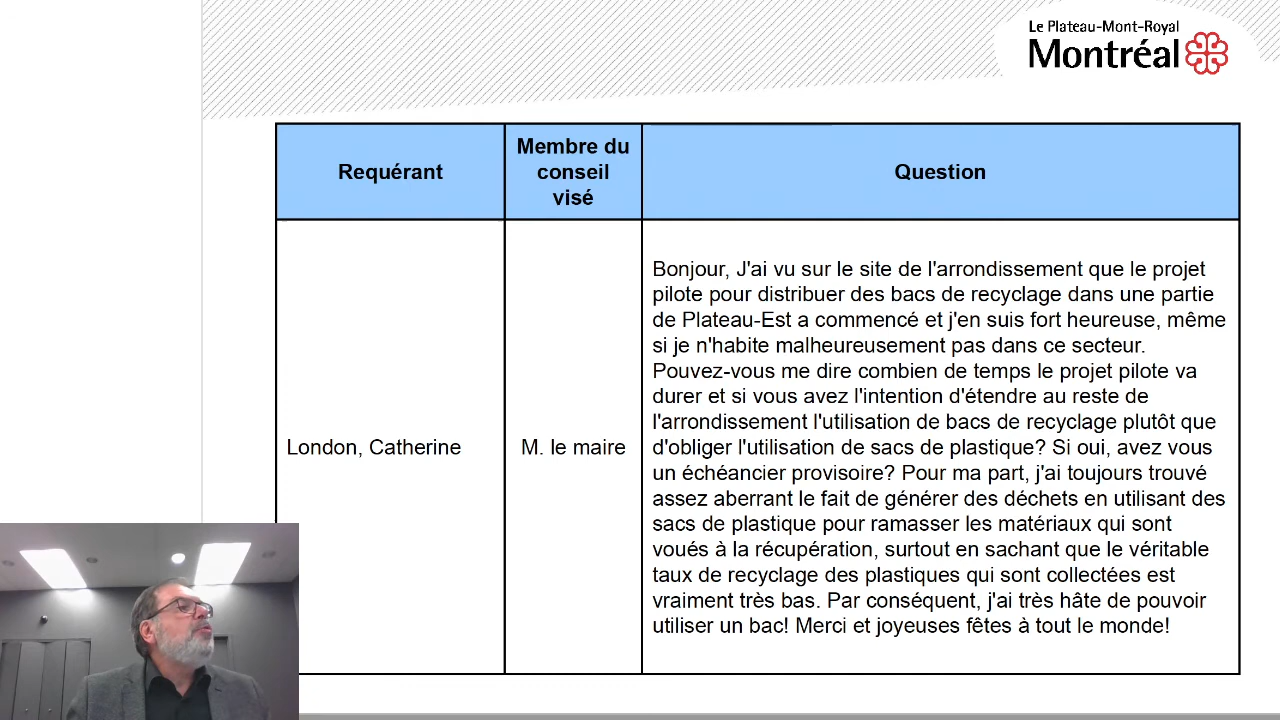 Le Plateau-Mont-Royal
Montréal
Requérant
Membre du
conseil
visé
Question
London, Catherine
M. le maire
Bonjour, J'ai vu sur le site de l'arrondissement que le projet
pilote pour distribuer des bacs de recyclage dans une partie
de Plateau-Est a commencé et j'en suis fort heureuse, même
si je n'habite malheureusement pas dans ce secteur.
Pouvez-vous me dire combien de temps le projet pilote va
durer et si vous avez l'intention d'étendre au reste de
l'arrondissement l'utilisation de bacs de recyclage plutôt que
d'obliger l'utilisation de sacs de plastique? Si oui, avez vous
un échéancier provisoire? Pour ma part, j'ai toujours trouvé
assez aberrant le fait de générer des déchets en utilisant des
sacs de plastique pour ramasser les matériaux qui sont
voués à la récupération, surtout en sachant que le véritable
taux de recyclage des plastiques qui sont collectées est
vraiment très bas. Par conséquent, j'ai très hâte de pouvoir
utiliser un bac! Merci et joyeuses fêtes à tout le monde!